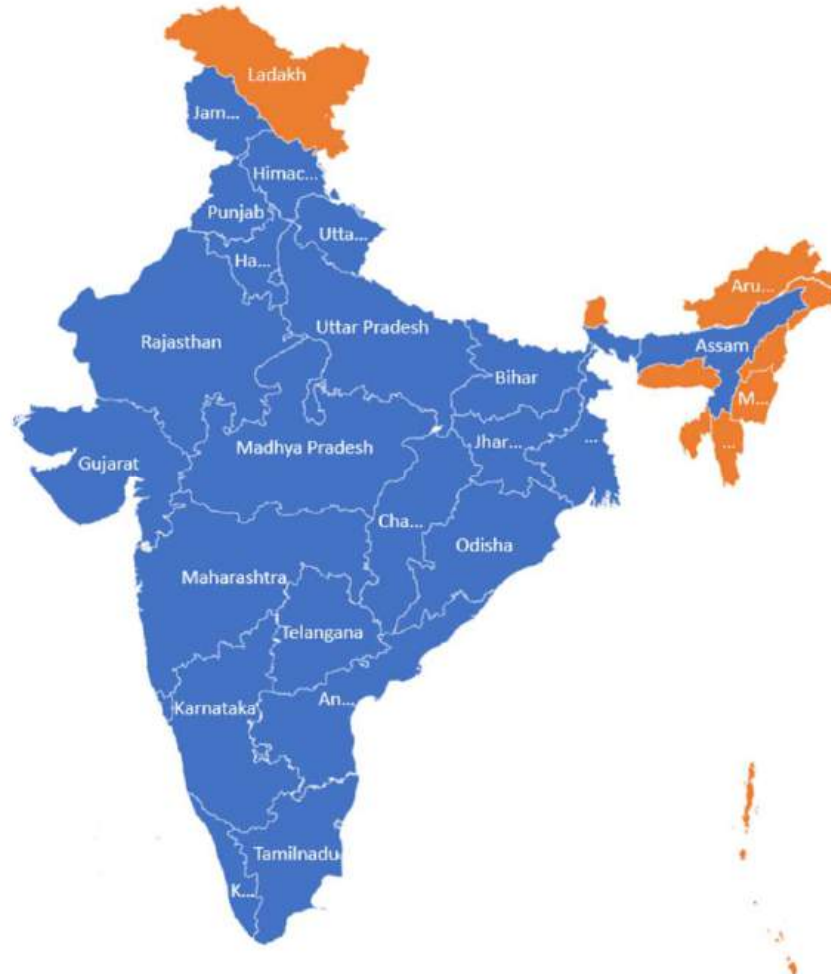 Ladakh
Jam...
Himac...
Punjab
Utta...
Ha...
Aru...
Rajasthan
Uttar Pradesh
Assam
Bihar
M...
Gujarat
Madhya Pradesh
Jhar...
...
...
Cha...
Odisha
Maharashtra
Telangana
Karnataka
An...
Tamilnadu
K...